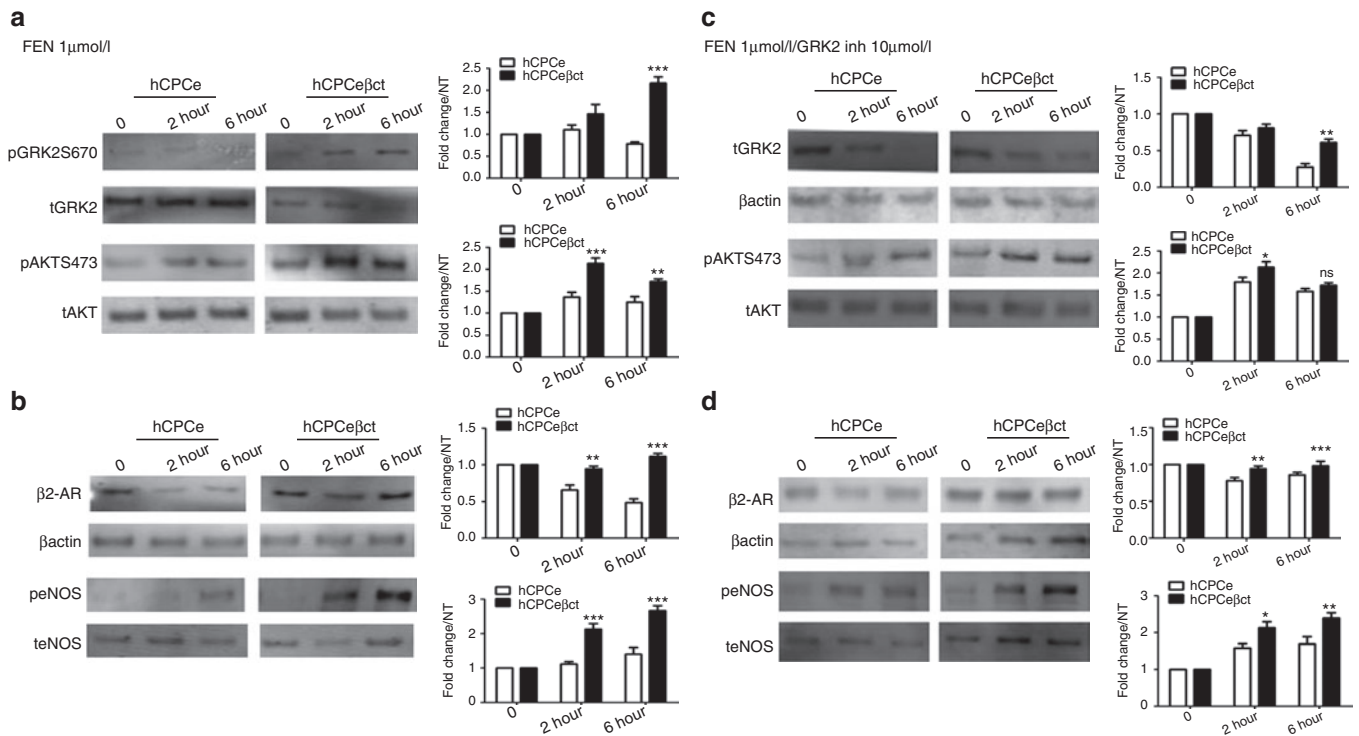 a
FEN 1μmol/l
hCPCe
hCPCeβct
0 2 hour 6 hour
0 2 hour 6 hour
pGRK2S670
tGRK2
pAKTS473
tAKT
hCPCe
hCPCeβct
Fold change/NT
2.5
2.0
1.5
1.0
0.5
0.0
***
0 2 hour 6 hour
hCPCe
hCPCeβct
Fold change/NT
2.5
2.0
1.5
1.0
0.5
0.0
*** **
0 2 hour 6 hour
b
hCPCe
hCPCeβct
0 2 hour 6 hour
0 2 hour 6 hour
β2-AR
βactin
peNOS
teNOS
hCPCe
hCPCeβct
Fold change/NT
1.5
1.0
0.5
0.0
** ***
0 2 hour 6 hour
hCPCe
hCPCeβct
Fold change/NT
3
2
1
0
*** ***
0 2 hour 6 hour
c
FEN 1μmol/l/GRK2 inh 10μmol/l
hCPCe
hCPCeβct
0 2 hour 6 hour
0 2 hour 6 hour
tGRK2
βactin
pAKTS473
tAKT
hCPCe
hCPCeβct
Fold change/NT
1.5
1.0
0.5
0.0
**
0 2 hour 6 hour
hCPCe
hCPCeβct
Fold change/NT
2.5
2.0
1.5
1.0
0.5
0.0
* ns
0 2 hour 6 hour
d
hCPCe
hCPCeβct
0 2 hour 6 hour
0 2 hour 6 hour
β2-AR
βactin
peNOS
teNOS
hCPCe
hCPCeβct
Fold change/NT
1.5
1.0
0.5
0.0
** ***
0 2 hour 6 hour
hCPCe
hCPCeβct
Fold change/NT
3
2
1
0
* **
0 2 hour 6 hour